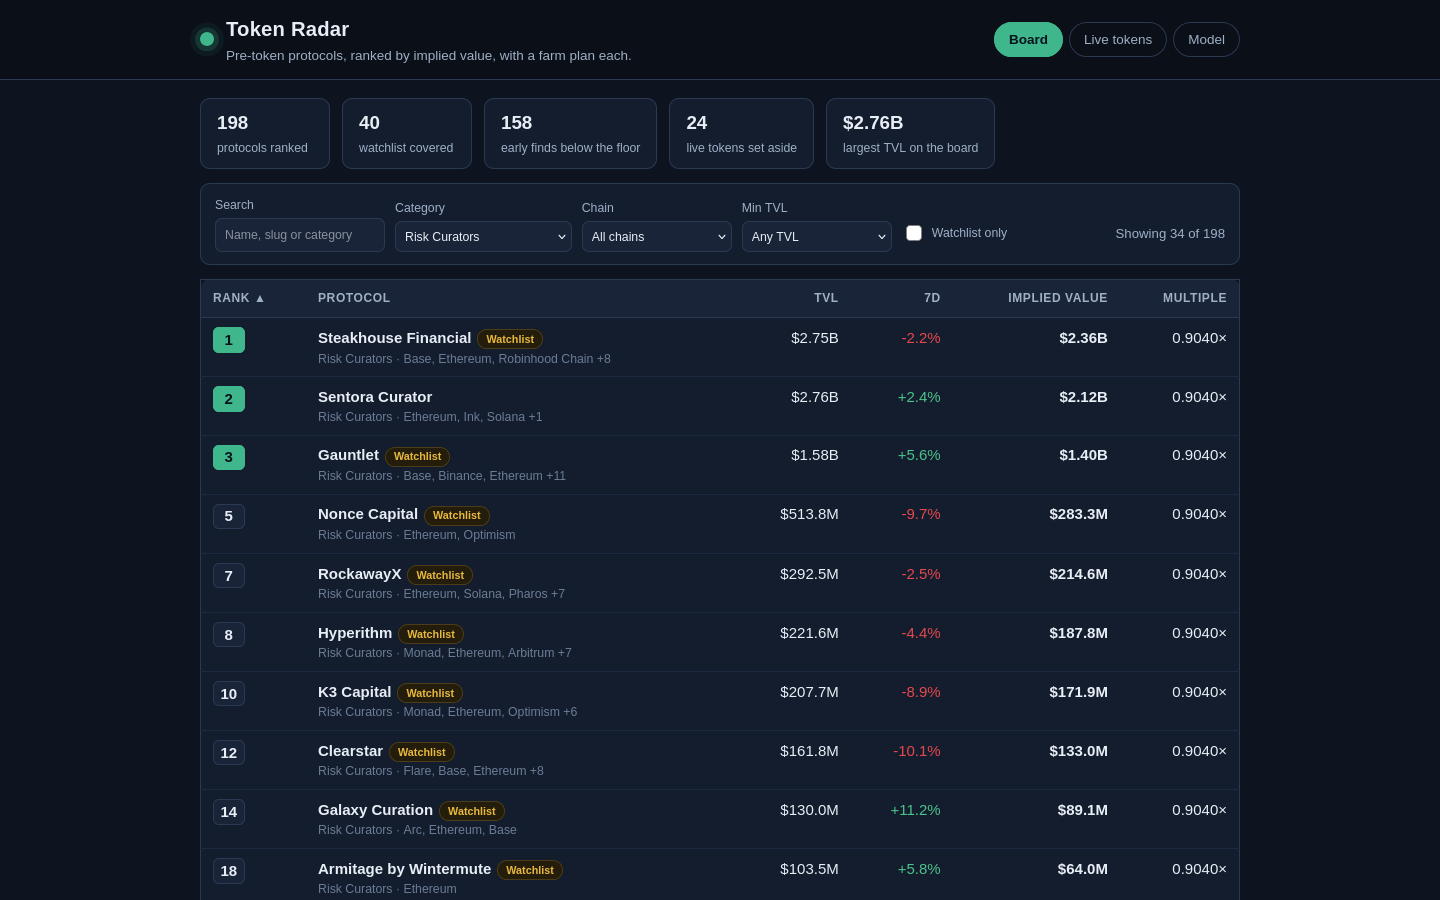 Token Radar
Pre-token protocols, ranked by implied value, with a farm plan each.
Board
Live tokens
Model
198
protocols ranked
40
watchlist covered
158
early finds below the floor
24
live tokens set aside
$2.76B
largest TVL on the board
Search
Name, slug or category
Category
Risk Curators
Chain
All chains
Min TVL
Any TVL
Watchlist only
Showing 34 of 198
RANK ▲ PROTOCOL TVL 7D IMPLIED VALUE MULTIPLE
1 Steakhouse Financial Watchlist $2.75B -2.2% $2.36B 0.9040×
Risk Curators · Base, Ethereum, Robinhood Chain +8
2 Sentora Curator $2.76B +2.4% $2.12B 0.9040×
Risk Curators · Ethereum, Ink, Solana +1
3 Gauntlet Watchlist $1.58B +5.6% $1.40B 0.9040×
Risk Curators · Base, Binance, Ethereum +11
5 Nonce Capital Watchlist $513.8M -9.7% $283.3M 0.9040×
Risk Curators · Ethereum, Optimism
7 RockawayX Watchlist $292.5M -2.5% $214.6M 0.9040×
Risk Curators · Ethereum, Solana, Pharos +7
8 Hyperithm Watchlist $221.6M -4.4% $187.8M 0.9040×
Risk Curators · Monad, Ethereum, Arbitrum +7
10 K3 Capital Watchlist $207.7M -8.9% $171.9M 0.9040×
Risk Curators · Monad, Ethereum, Optimism +6
12 Clearstar Watchlist $161.8M -10.1% $133.0M 0.9040×
Risk Curators · Flare, Base, Ethereum +8
14 Galaxy Curation Watchlist $130.0M +11.2% $89.1M 0.9040×
Risk Curators · Arc, Ethereum, Base
18 Armitage by Wintermute Watchlist $103.5M +5.8% $64.0M 0.9040×
Risk Curators · Ethereum